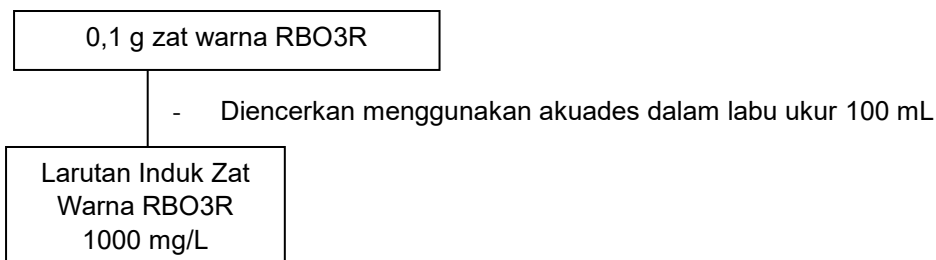 0,1 g zat warna RBO3R
- Diencerkan menggunakan akuades dalam labu ukur 100 mL
Larutan Induk Zat
Warna RBO3R
1000 mg/L